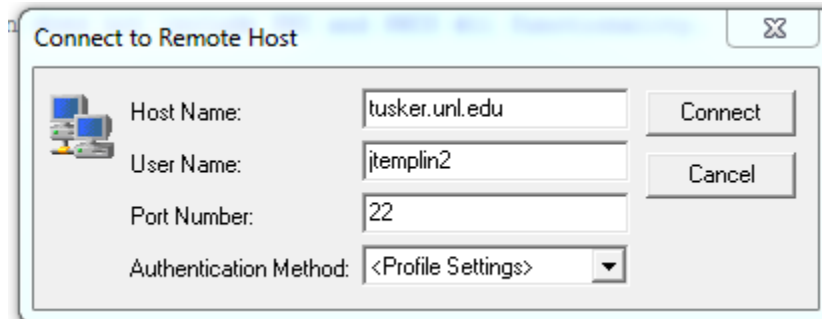 Connect to Remote Host
Host Name: tusker.unl.edu Connect
User Name: jtemplin2 Cancel
Port Number: 22
Authentication Method: <Profile Settings>